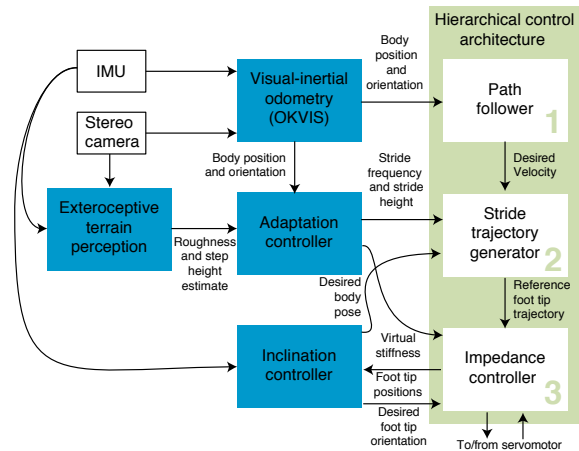 Hierarchical control
architecture
IMU
Stereo
camera
Visual-inertial
odometry
(OKVIS)
Body
position
and
orientation
Path
follower
1
Body position
and orientation
Stride
frequency
and stride
height
Desired
Velocity
Exteroceptive
terrain
perception
Roughness
and step
height
estimate
Adaptation
controller
Stride
trajectory
generator
2
Desired
body
pose
Reference
foot tip
trajectory
Inclination
controller
Virtual
stiffness
Foot tip
positions
Desired
foot tip
orientation
Impedance
controller
3
To/from servomotor